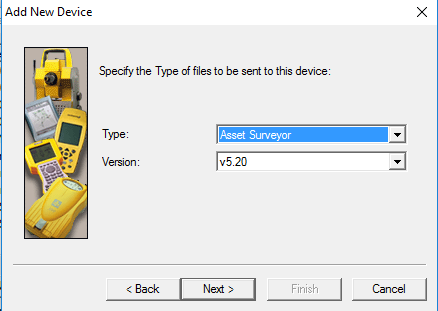 Add New Device
Specify the Type of files to be sent to this device:
Type: Asset Surveyor
Version: v5.20
< Back Next > Finish Cancel